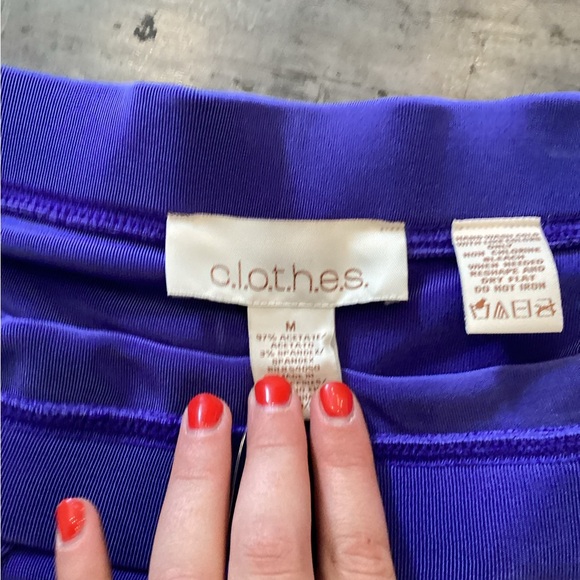 c.l.o.t.h.e.s.
M
97% ACETATE/
3% SPANDEX/
SPANDEX
HAND WASH COLD
WITH LIKE COLORS
ONLY
NON CHLORINE
BLEACH
WHEN NEEDED
RESHAPE AND
DRY FLAT
DO NOT IRON